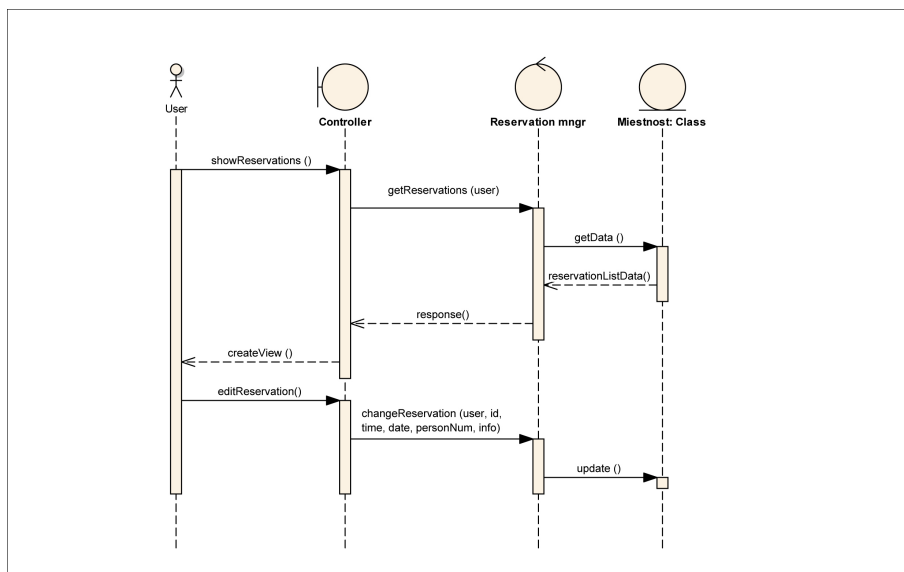 User
Controller
Reservation mngr
Miestnost: Class
showReservations ()
getReservations (user)
getData ()
reservationListData()
response()
createView ()
editReservation()
changeReservation (user, id,
time, date, personNum, info)
update ()